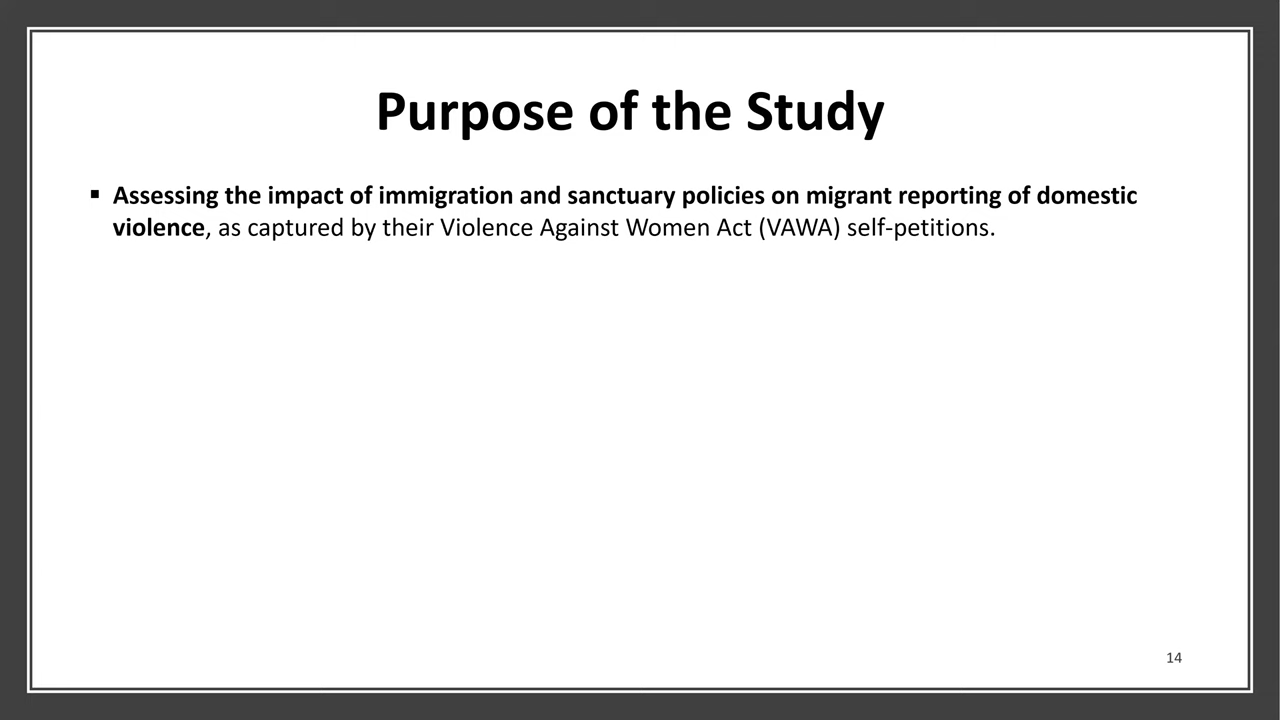 Purpose of the Study
▪ Assessing the impact of immigration and sanctuary policies on migrant reporting of domestic
violence, as captured by their Violence Against Women Act (VAWA) self-petitions.
14